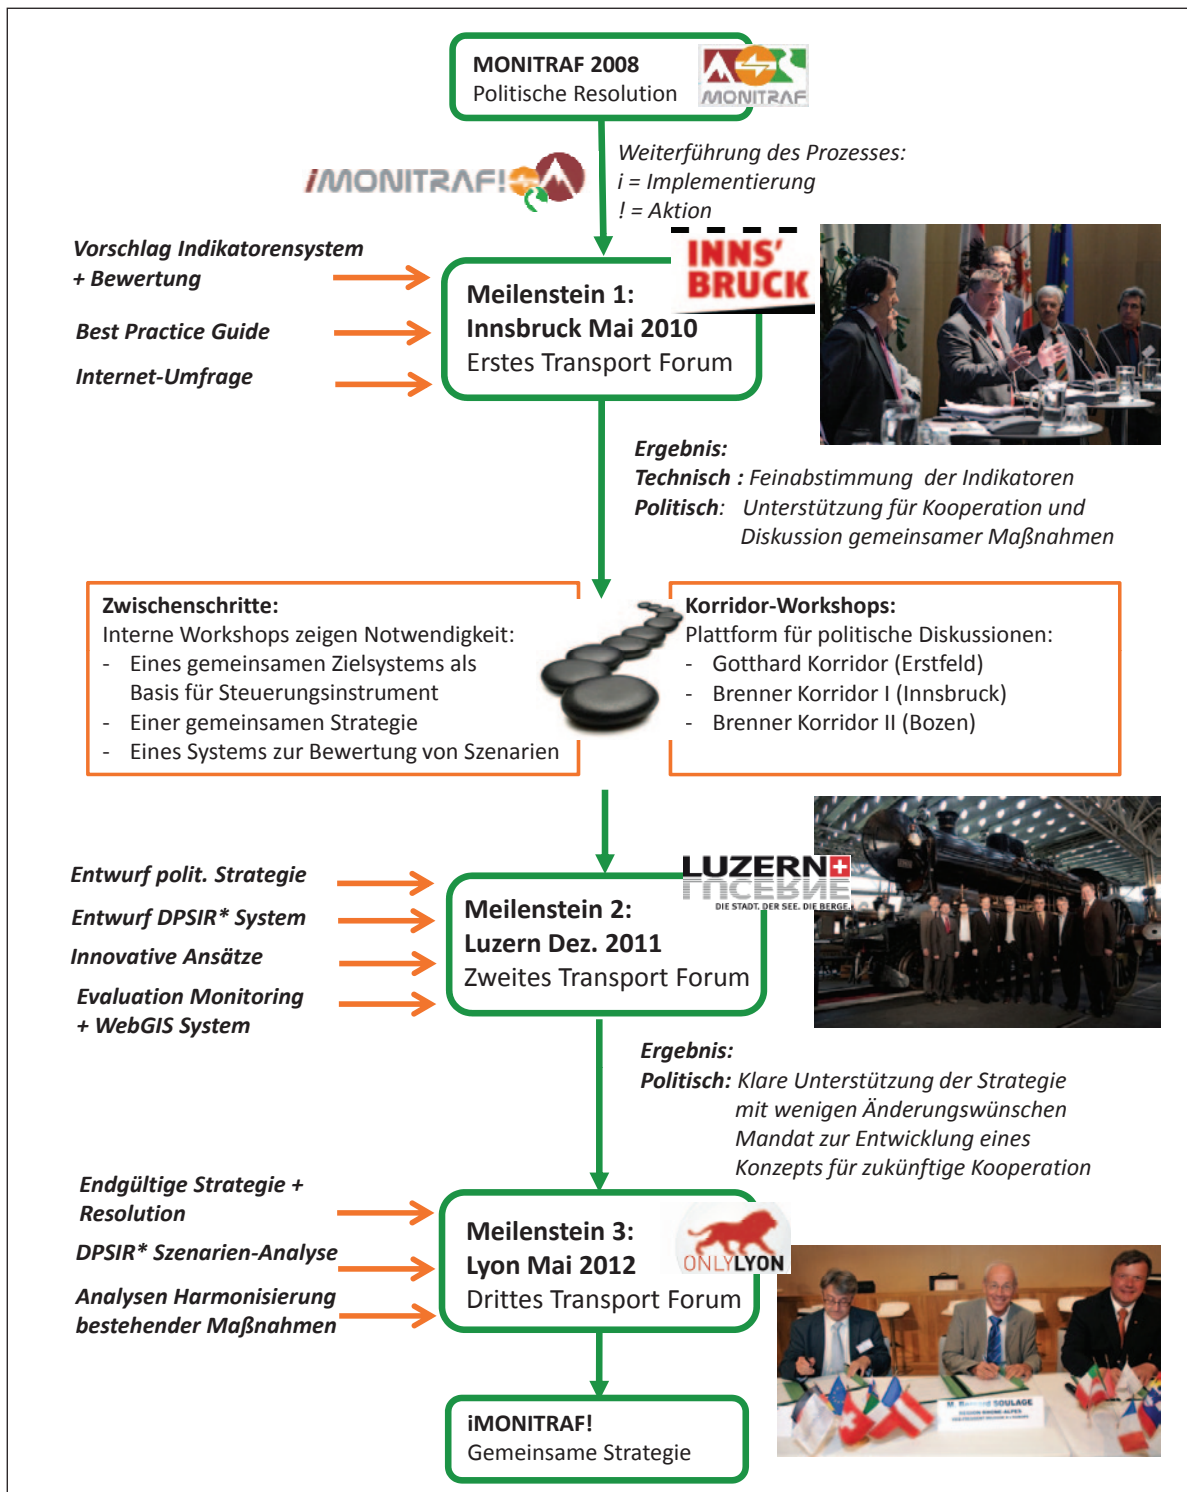 MONITRAF 2008
Politische Resolution
MONITRAF
iMONITRAF!
Weiterführung des Prozesses:
i = Implementierung
! = Aktion
Vorschlag Indikatorensystem
+ Bewertung
Best Practice Guide
Internet-Umfrage
INNS'
BRUCK
Meilenstein 1:
Innsbruck Mai 2010
Erstes Transport Forum
Ergebnis:
Technisch : Feinabstimmung der Indikatoren
Politisch: Unterstützung für Kooperation und
Diskussion gemeinsamer Maßnahmen
Zwischenschritte:
Interne Workshops zeigen Notwendigkeit:
- Eines gemeinsamen Zielsystems als
Basis für Steuerungsinstrument
- Einer gemeinsamen Strategie
- Eines Systems zur Bewertung von Szenarien
Korridor-Workshops:
Plattform für politische Diskussionen:
- Gotthard Korridor (Erstfeld)
- Brenner Korridor I (Innsbruck)
- Brenner Korridor II (Bozen)
Entwurf polit. Strategie
Entwurf DPSIR* System
Innovative Ansätze
Evaluation Monitoring
+ WebGIS System
LUZERN
LUCERNE
DIE STADT. DER SEE. DIE BERGE.
Meilenstein 2:
Luzern Dez. 2011
Zweites Transport Forum
Ergebnis:
Politisch: Klare Unterstützung der Strategie
mit wenigen Änderungswünschen
Mandat zur Entwicklung eines
Konzepts für zukünftige Kooperation
Endgültige Strategie +
Resolution
DPSIR* Szenarien-Analyse
Analysen Harmonisierung
bestehender Maßnahmen
Meilenstein 3:
Lyon Mai 2012
Drittes Transport Forum
ONLYLYON
M. Bernard SOULAGE
REGION RHONE-ALPES
iMONITRAF!
Gemeinsame Strategie